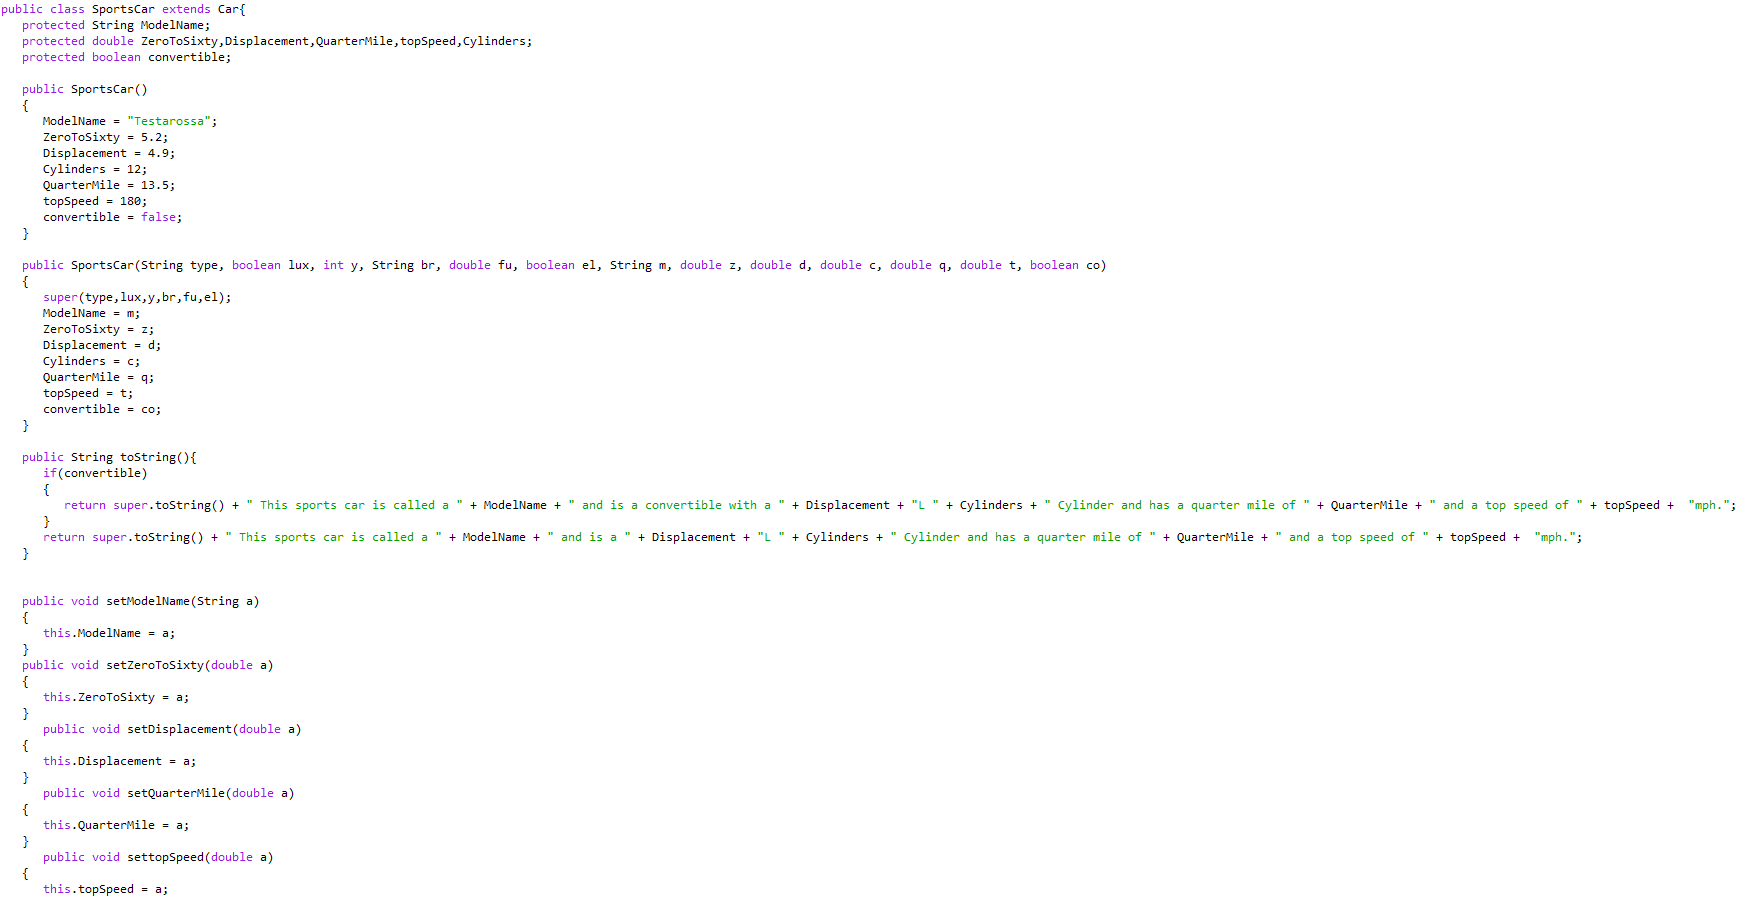 public class SportsCar extends Car{
protected String ModelName;
protected double ZeroToSixty,Displacement,QuarterMile,topSpeed,Cylinders;
protected boolean convertible;
public SportsCar()
{
ModelName = "Testarossa";
ZeroToSixty = 5.2;
Displacement = 4.9;
Cylinders = 12;
QuarterMile = 13.5;
topSpeed = 180;
convertible = false;
}
public SportsCar(String type, boolean lux, int y, String br, double fu, boolean el, String m, double z, double d, double c, double q, double t, boolean co)
{
super(type,lux,y,br,fu,el);
ModelName = m;
ZeroToSixty = z;
Displacement = d;
Cylinders = c;
QuarterMile = q;
topSpeed = t;
convertible = co;
}
public String toString(){
if(convertible)
{
return super.toString() + " This sports car is called a " + ModelName + " and is a convertible with a " + Displacement + "L " + Cylinders + " Cylinder and has a quarter mile of " + QuarterMile + " and a top speed of " + topSpeed +  "mph.";
}
return super.toString() + " This sports car is called a " + ModelName + " and is a " + Displacement + "L " + Cylinders + " Cylinder and has a quarter mile of " + QuarterMile + " and a top speed of " + topSpeed +  "mph.";
}
public void setModelName(String a)
{
this.ModelName = a;
}
public void setZeroToSixty(double a)
{
this.ZeroToSixty = a;
}
public void setDisplacement(double a)
{
this.Displacement = a;
}
public void setQuarterMile(double a)
{
this.QuarterMile = a;
}
public void settopSpeed(double a)
{
this.topSpeed = a;